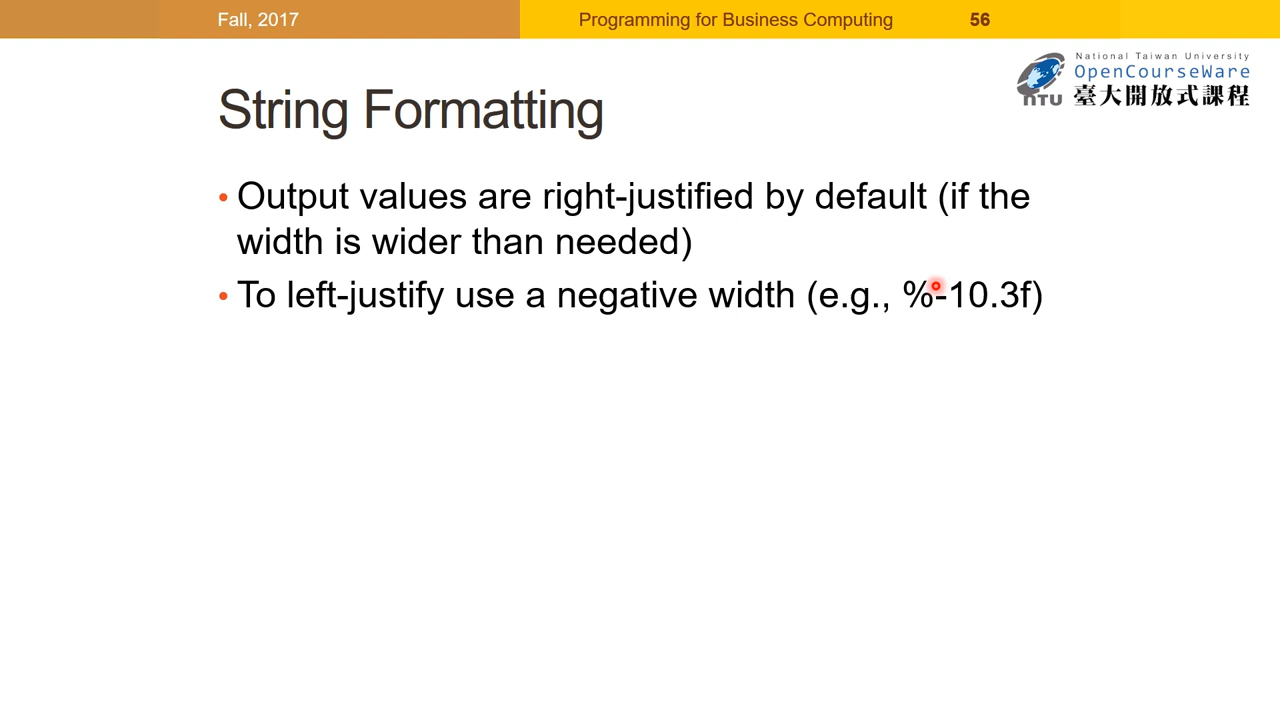 Fall, 2017
Programming for Business Computing
56
National Taiwan University
OpenCourseWare
NTU
臺大開放式課程
String Formatting
• Output values are right-justified by default (if the
width is wider than needed)
• To left-justify use a negative width (e.g., %-10.3f)